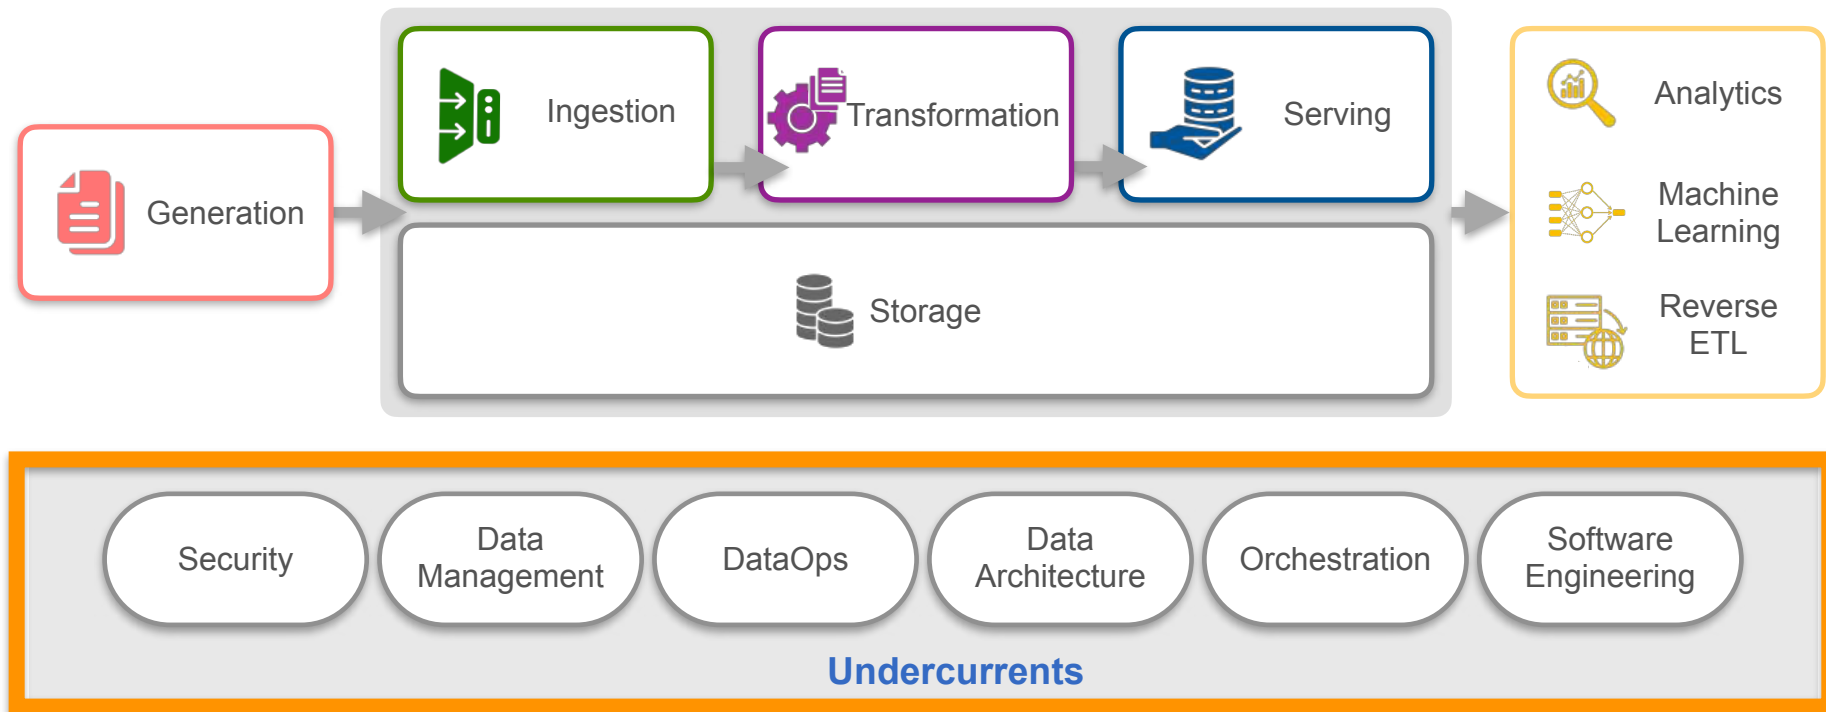 Generation
Ingestion
Transformation
Serving
Storage
Analytics
Machine
Learning
Reverse
ETL
Security
Data
Management
DataOps
Data
Architecture
Orchestration
Software
Engineering
Undercurrents